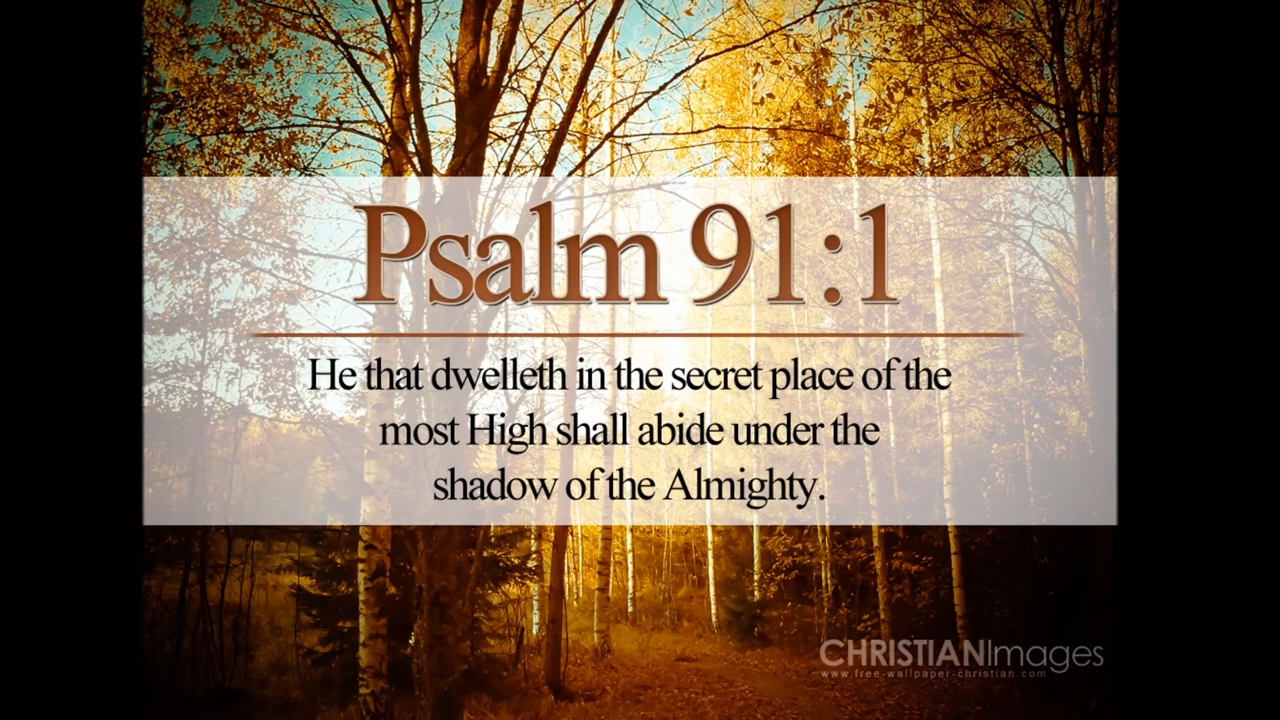 Psalm 91:1
He that dwelleth in the secret place of the
most High shall abide under the
shadow of the Almighty.
CHRISTIANImages
www.free-wallpaper-christian.com